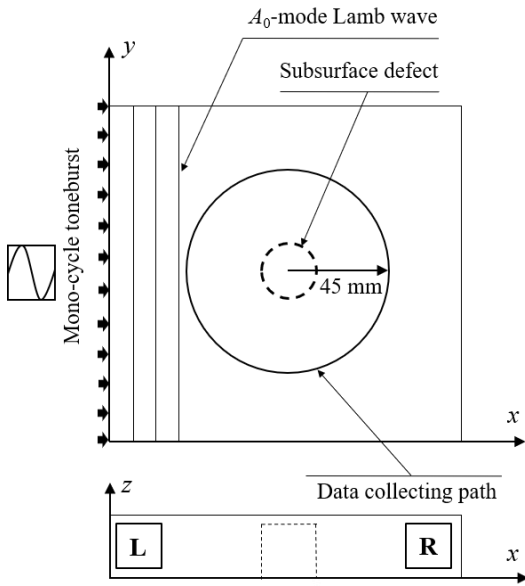 A₀-mode Lamb wave
y
Subsurface defect
Mono-cycle toneburst
45 mm
x
Data collecting path
z
L
R
x